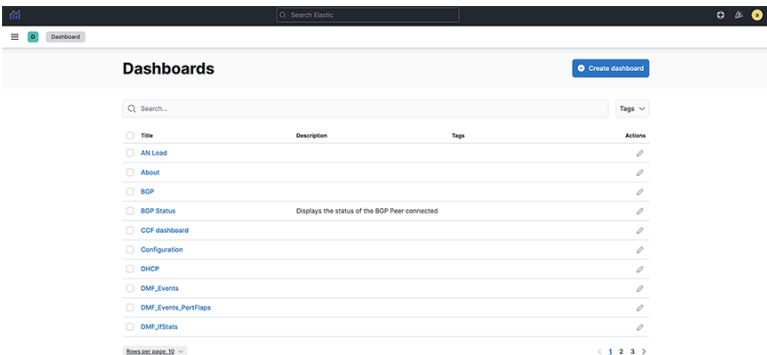 Search Elastic
a
D Dashboard
Dashboards
Create dashboard
Search...
Tags
Title Description Tags Actions
AN Load
About
BGP
BGP Status Displays the status of the BGP Peer connected
CCF dashboard
Configuration
DHCP
DMF_Events
DMF_Events_PortFlaps
DMF_IfStats
Rows per page: 10 < 1 2 3 >